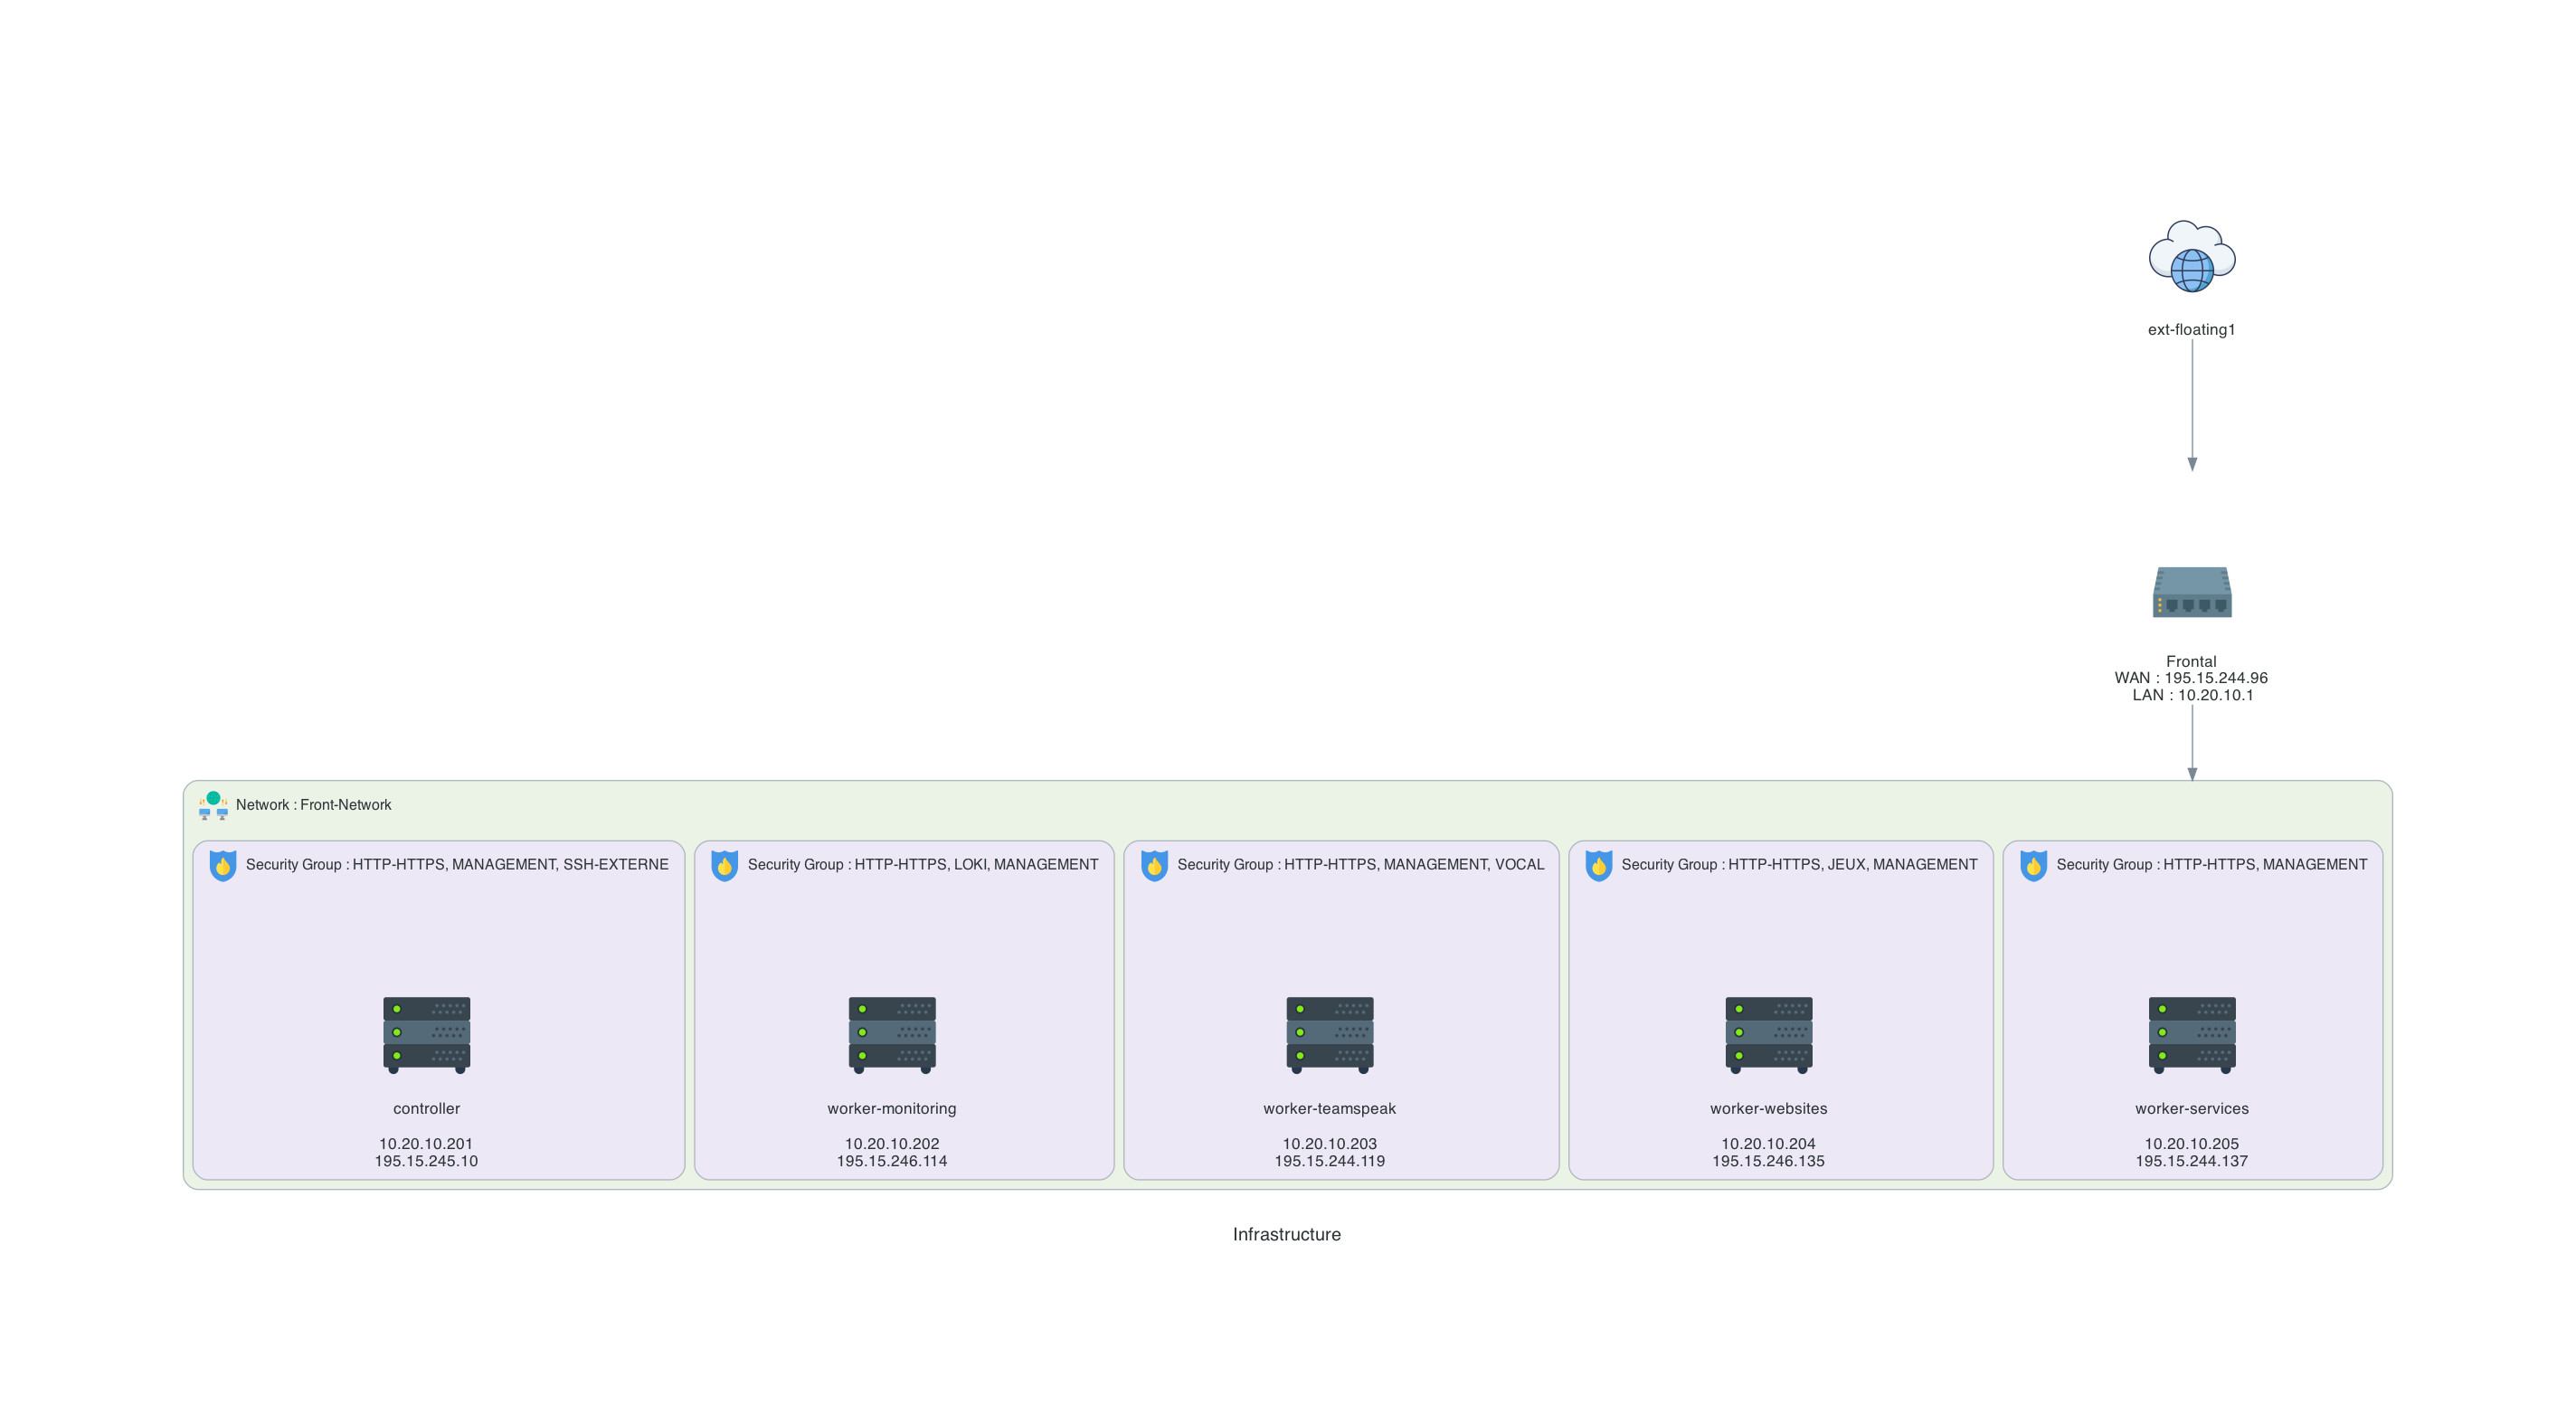 ext-floating1
Frontal
WAN : 195.15.244.96
LAN : 10.20.10.1
Network : Front-Network
Security Group : HTTP-HTTPS, MANAGEMENT, SSH-EXTERNE
Security Group : HTTP-HTTPS, LOKI, MANAGEMENT
Security Group : HTTP-HTTPS, MANAGEMENT, VOCAL
Security Group : HTTP-HTTPS, JEUX, MANAGEMENT
Security Group : HTTP-HTTPS, MANAGEMENT
controller
10.20.10.201
195.15.245.10
worker-monitoring
10.20.10.202
195.15.246.114
worker-teamspeak
10.20.10.203
195.15.244.119
worker-websites
10.20.10.204
195.15.246.135
worker-services
10.20.10.205
195.15.244.137
Infrastructure